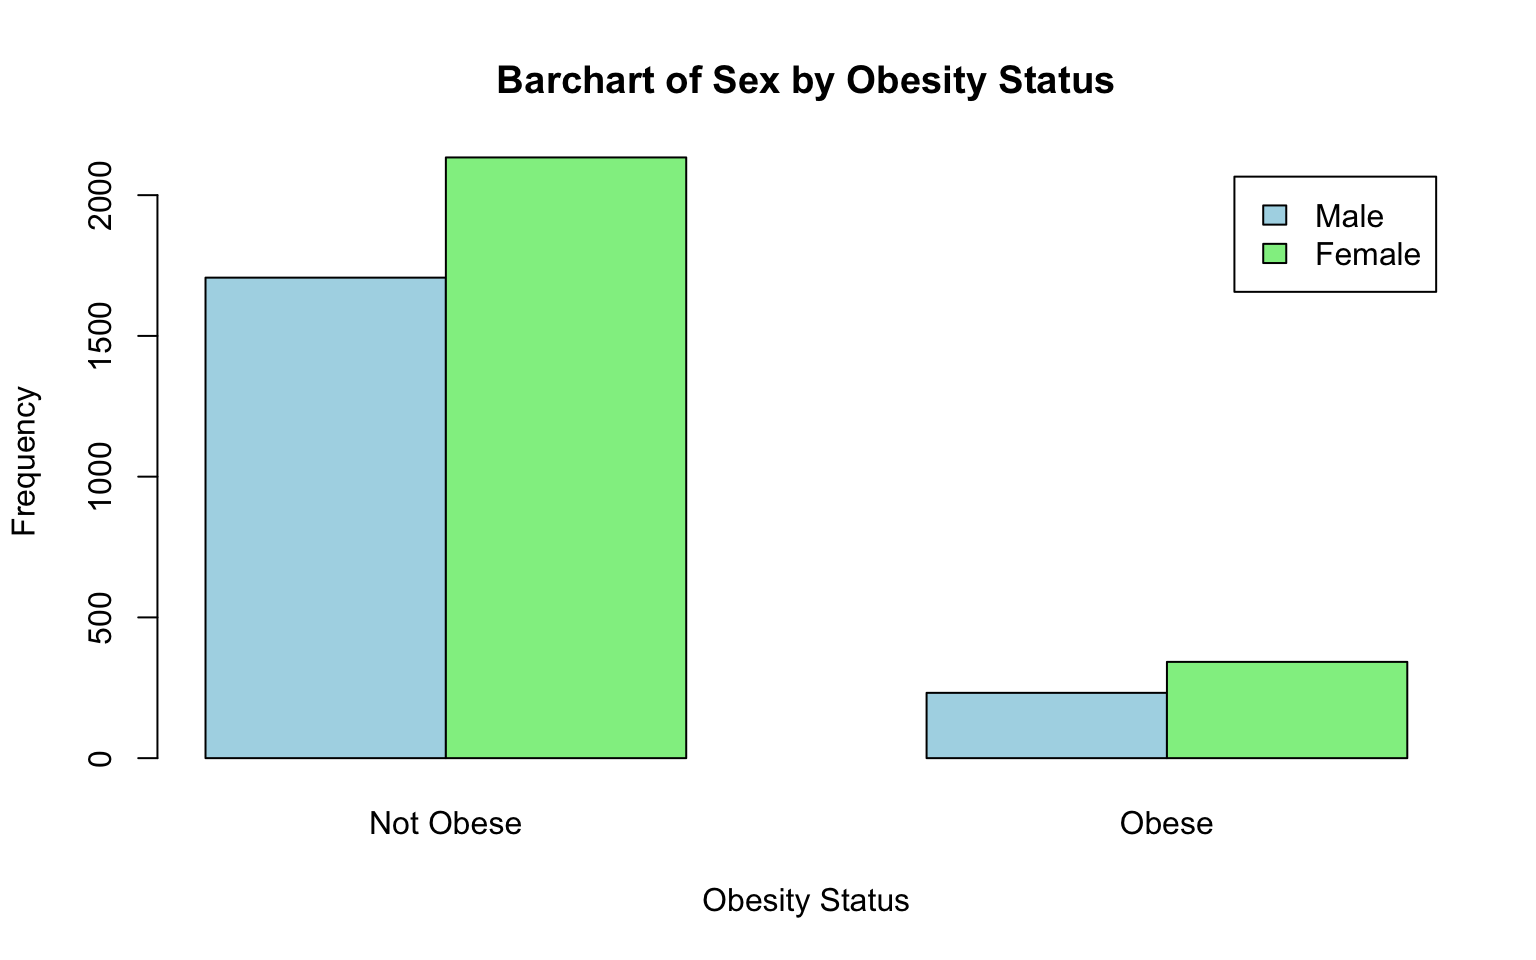 Barchart of Sex by Obesity Status
Frequency
2000
1500
1000
500
0
Male
Female
Not Obese
Obese
Obesity Status